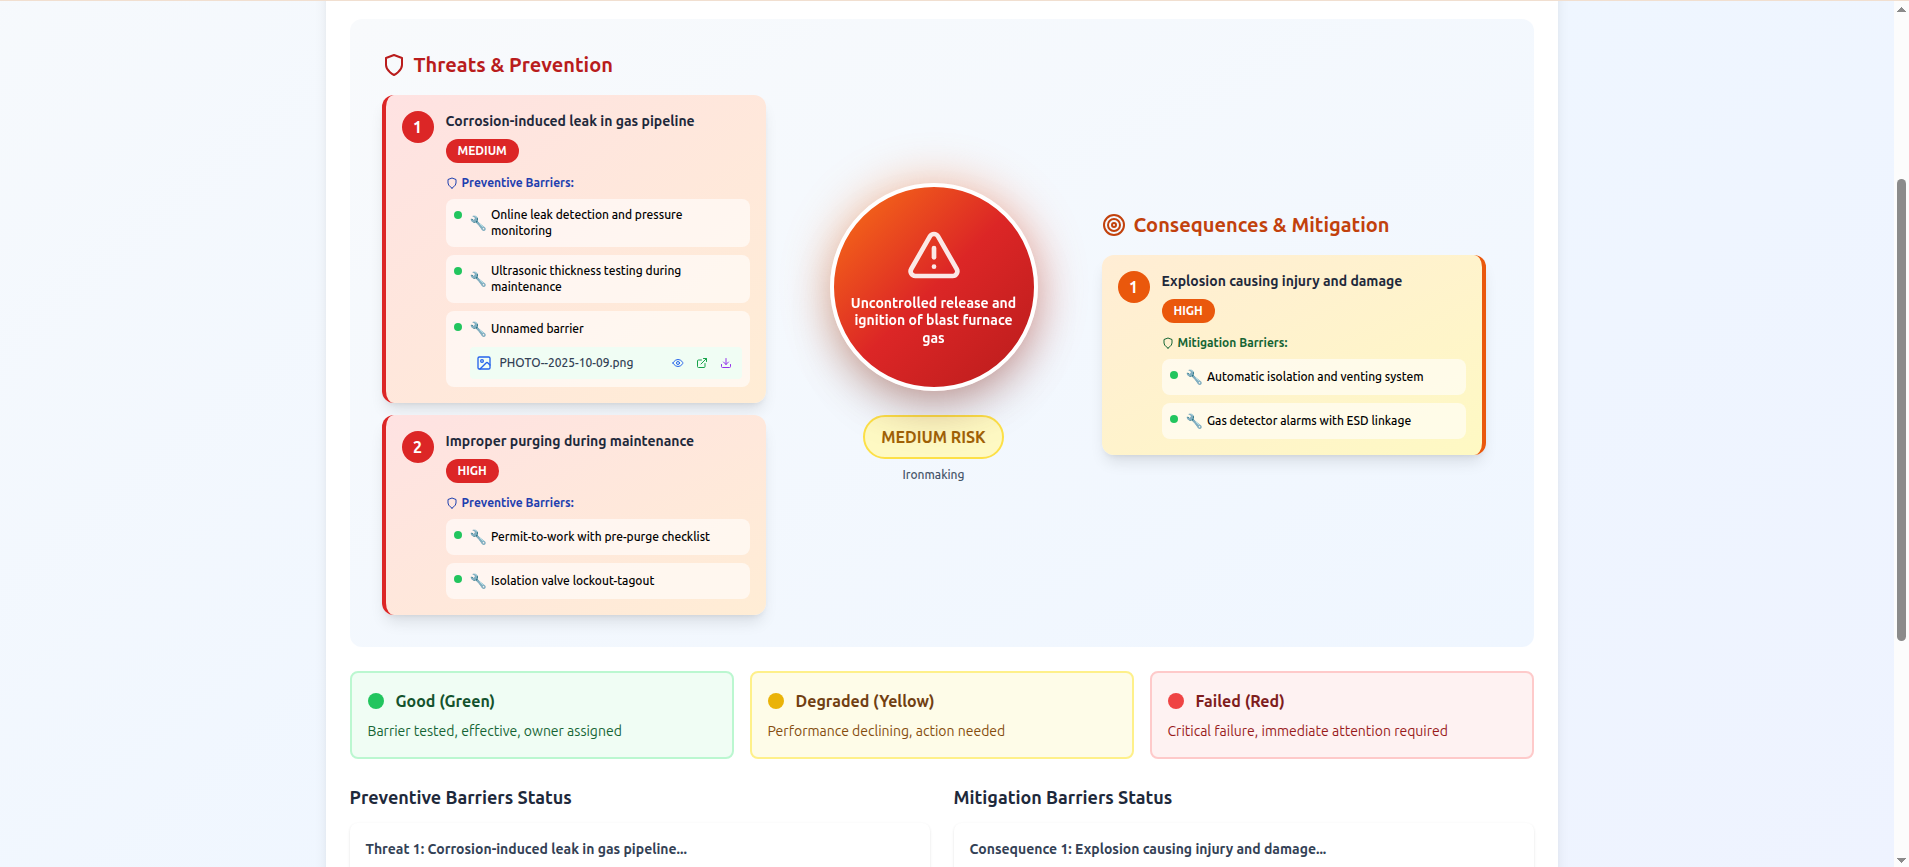 Threats & Prevention
1
Corrosion-induced leak in gas pipeline
MEDIUM
Preventive Barriers:
Online leak detection and pressure
monitoring
Ultrasonic thickness testing during
maintenance
Unnamed barrier
PHOTO--2025-10-09.png
2
Improper purging during maintenance
HIGH
Preventive Barriers:
Permit-to-work with pre-purge checklist
Isolation valve lockout-tagout
Uncontrolled release and
ignition of blast furnace
gas
MEDIUM RISK
Ironmaking
Consequences & Mitigation
1
Explosion causing injury and damage
HIGH
Mitigation Barriers:
Automatic isolation and venting system
Gas detector alarms with ESD linkage
Good (Green)
Barrier tested, effective, owner assigned
Degraded (Yellow)
Performance declining, action needed
Failed (Red)
Critical failure, immediate attention required
Preventive Barriers Status
Threat 1: Corrosion-induced leak in gas pipeline...
Mitigation Barriers Status
Consequence 1: Explosion causing injury and damage...